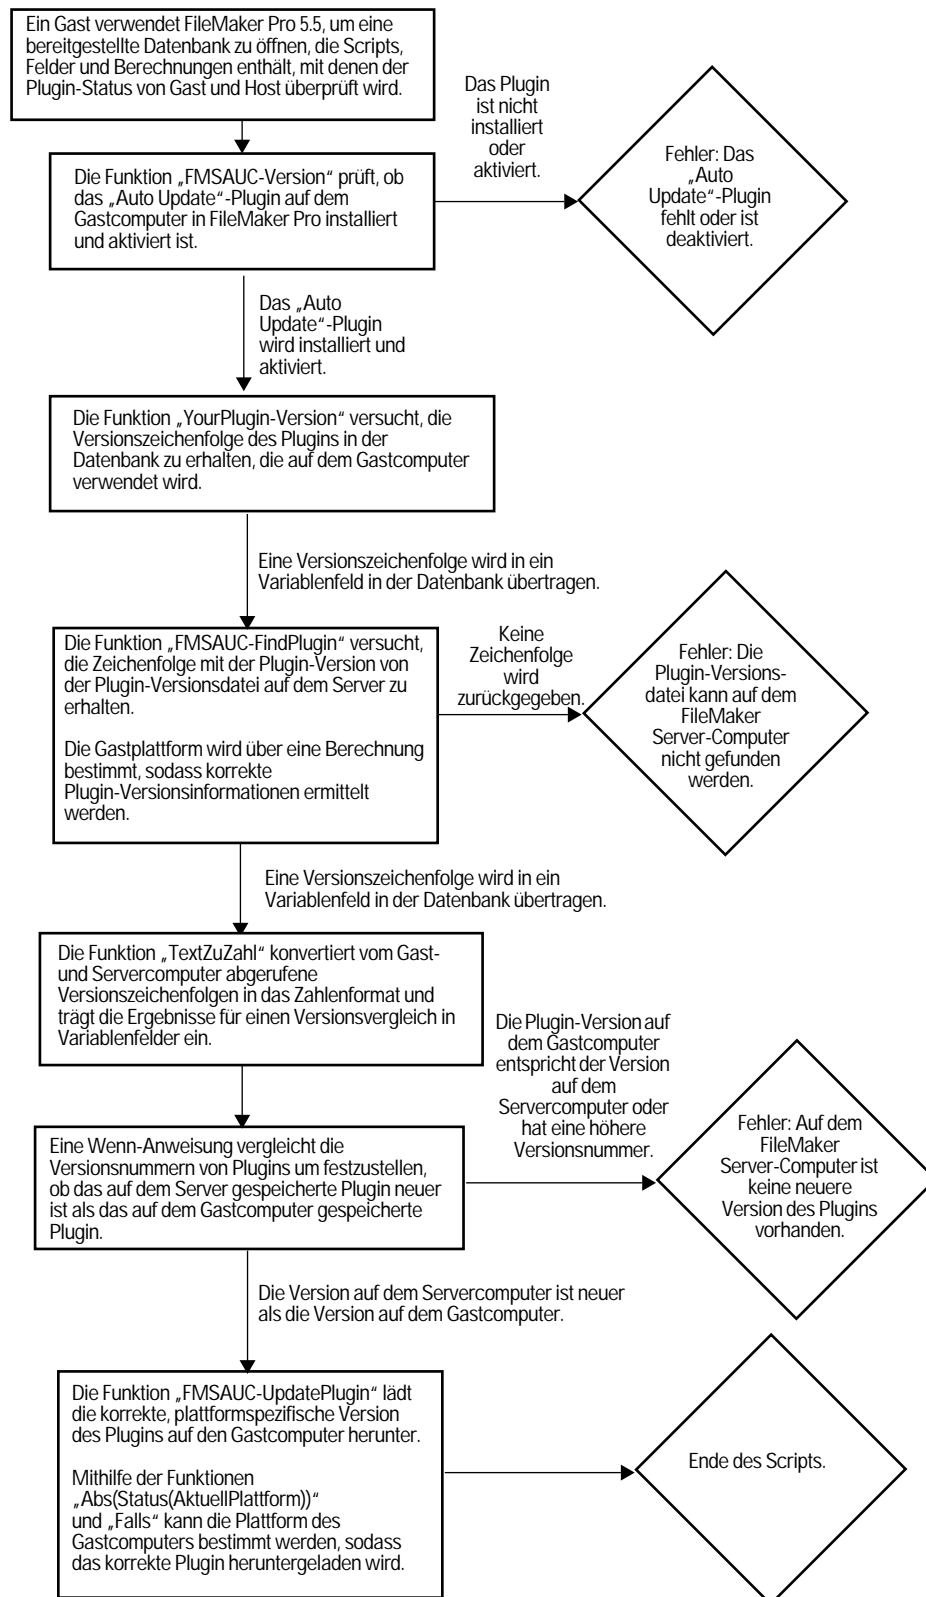 Ein Gast verwendet FileMaker Pro 5.5, um eine
bereitgestellte Datenbank zu öffnen, die Scripts,
Felder und Berechnungen enthält, mit denen der
Plugin-Status von Gast und Host überprüft wird.
Das Plugin
ist nicht
installiert
oder
aktiviert.
Die Funktion „FMSAUC-Version“ prüft, ob
das „Auto Update“-Plugin auf dem
Gastcomputer in FileMaker Pro installiert
und aktiviert ist.
Fehler: Das
„Auto
Update“-Plugin
fehlt oder ist
deaktiviert.
Das „Auto
Update“-Plugin
wird installiert und
aktiviert.
Die Funktion „YourPlugin-Version“ versucht, die
Versionszeichenfolge des Plugins in der
Datenbank zu erhalten, die auf dem Gastcomputer
verwendet wird.
Eine Versionszeichenfolge wird in ein
Variablenfeld in der Datenbank übertragen.
Die Funktion „FMSAUC-FindPlugin“ versucht,
die Zeichenfolge mit der Plugin-Version von
der Plugin-Versionsdatei auf dem Server zu
erhalten.
Die Gastplattform wird über eine Berechnung
bestimmt, sodass korrekte
Plugin-Versionsinformationen ermittelt
werden.
Keine
Zeichenfolge
wird
zurückgegeben.
Fehler: Die
Plugin-Versions-
datei kann auf dem
FileMaker
Server-Computer
nicht gefunden
werden.
Eine Versionszeichenfolge wird in ein
Variablenfeld in der Datenbank übertragen.
Die Funktion „TextZuZahl“ konvertiert vom Gast-
und Servercomputer abgerufene
Versionszeichenfolgen in das Zahlenformat und
trägt die Ergebnisse für einen Versionsvergleich in
Variablenfelder ein.
Die Plugin-Version auf
dem Gastcomputer
entspricht der Version
auf dem
Servercomputer oder
hat eine höhere
Versionsnummer.
Eine Wenn-Anweisung vergleicht die
Versionsnummern von Plugins um festzustellen,
ob das auf dem Server gespeicherte Plugin neuer
ist als das auf dem Gastcomputer gespeicherte
Plugin.
Fehler: Auf dem
FileMaker
Server-Computer ist
keine neuere
Version des Plugins
vorhanden.
Die Version auf dem Servercomputer ist neuer
als die Version auf dem Gastcomputer.
Die Funktion „FMSAUC-UpdatePlugin“ lädt
die korrekte, plattformspezifische Version
des Plugins auf den Gastcomputer herunter.
Mithilfe der Funktionen
„Abs(Status(AktuellPlattform))“
und „Falls“ kann die Plattform des
Gastcomputers bestimmt werden, sodass
das korrekte Plugin heruntergeladen wird.
Ende des Scripts.